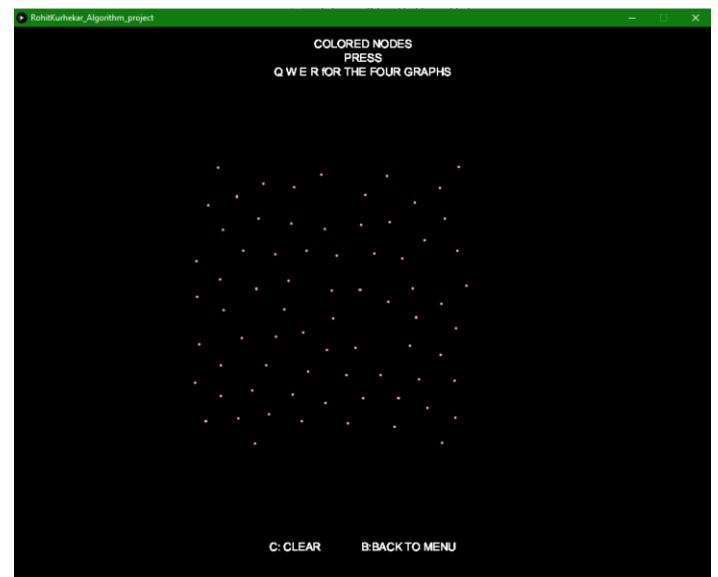 RohitKurhekar_Algorithm_project
COLORED NODES
PRESS
Q W E R fOR THE FOUR GRAPHS
C: CLEAR B:BACK TO MENU